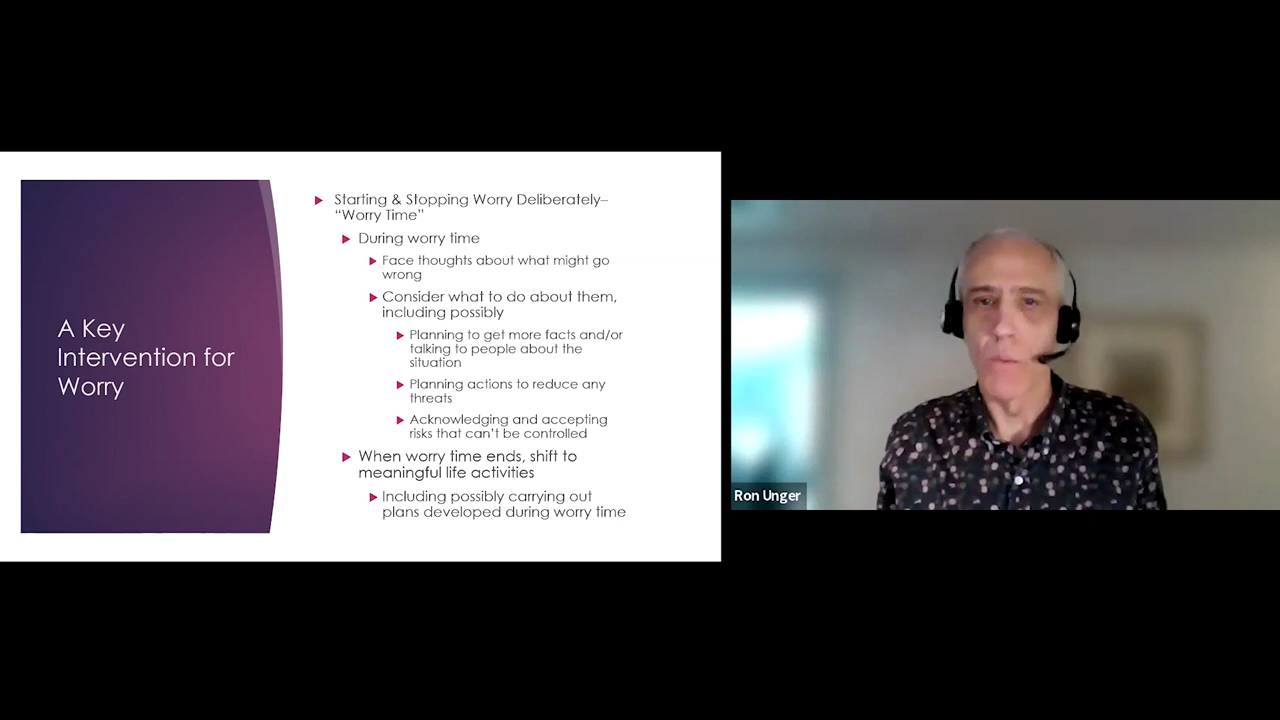 A Key
Intervention for
Worry
Starting & Stopping Worry Deliberately–
“Worry Time”
During worry time
Face thoughts about what might go
wrong
Consider what to do about them,
including possibly
Planning to get more facts and/or
talking to people about the
situation
Planning actions to reduce any
threats
Acknowledging and accepting
risks that can’t be controlled
When worry time ends, shift to
meaningful life activities
Including possibly carrying out
plans developed during worry time
Ron Unger